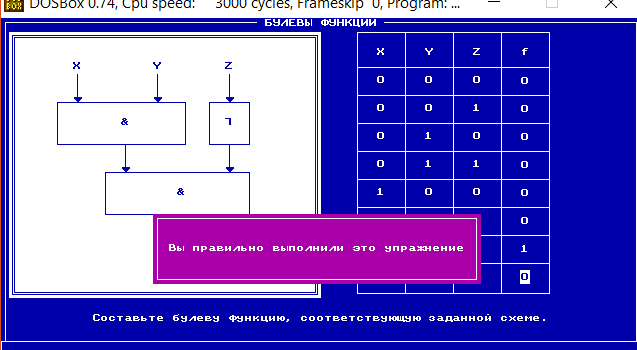 DOSBox 0.74, Cpu speed: 3000 cycles, Frameskip 0, Program: ...
БУЛЕВЫ ФУНКЦИИ
X Y Z
&
&
X Y Z f
0 0 0 0
0 0 1 0
0 1 0 0
0 1 1 0
1 0 0 0
0
1
0
Вы правильно выполнили это упражнение
Составьте булеву функцию, соответствующую заданной схеме.